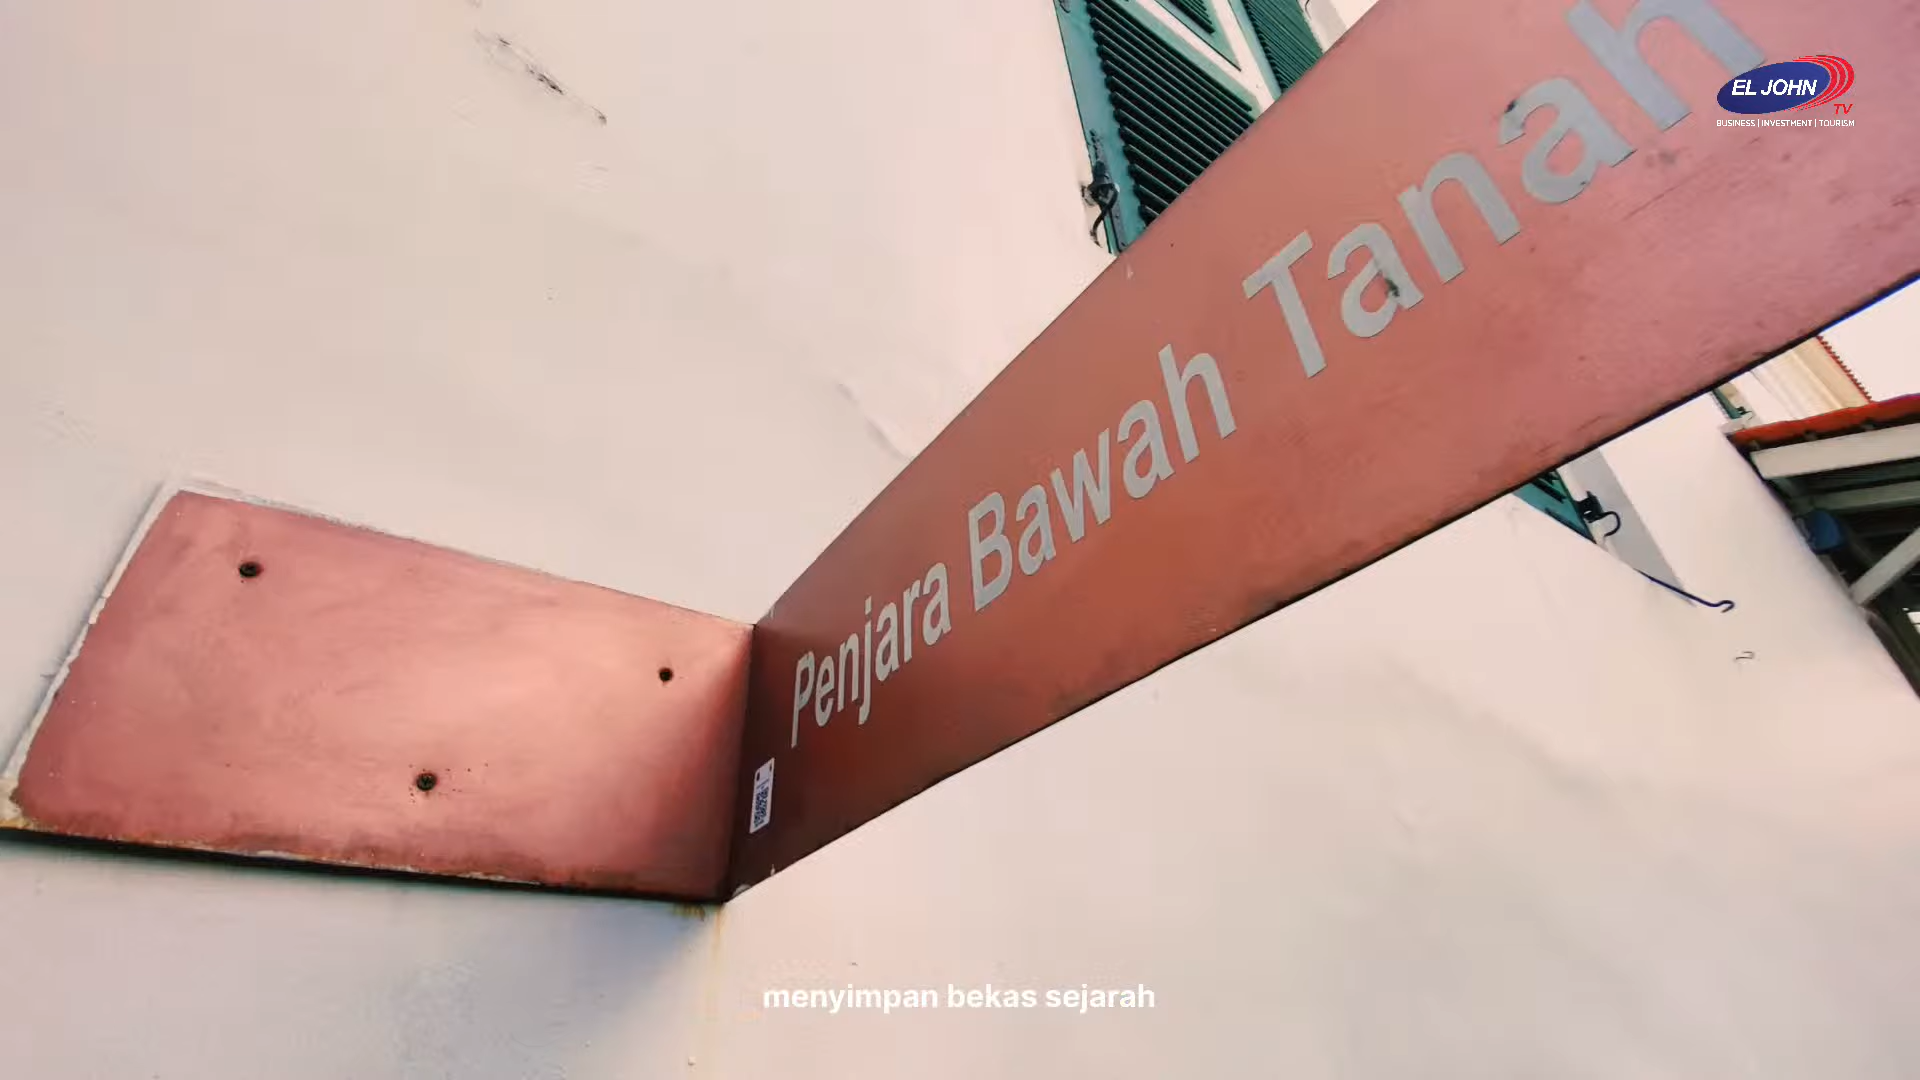 EL JOHN
TV
BUSINESS | INVESTMENT | TOURISM
Penjara Bawah Tanah
menyimpan bekas sejarah